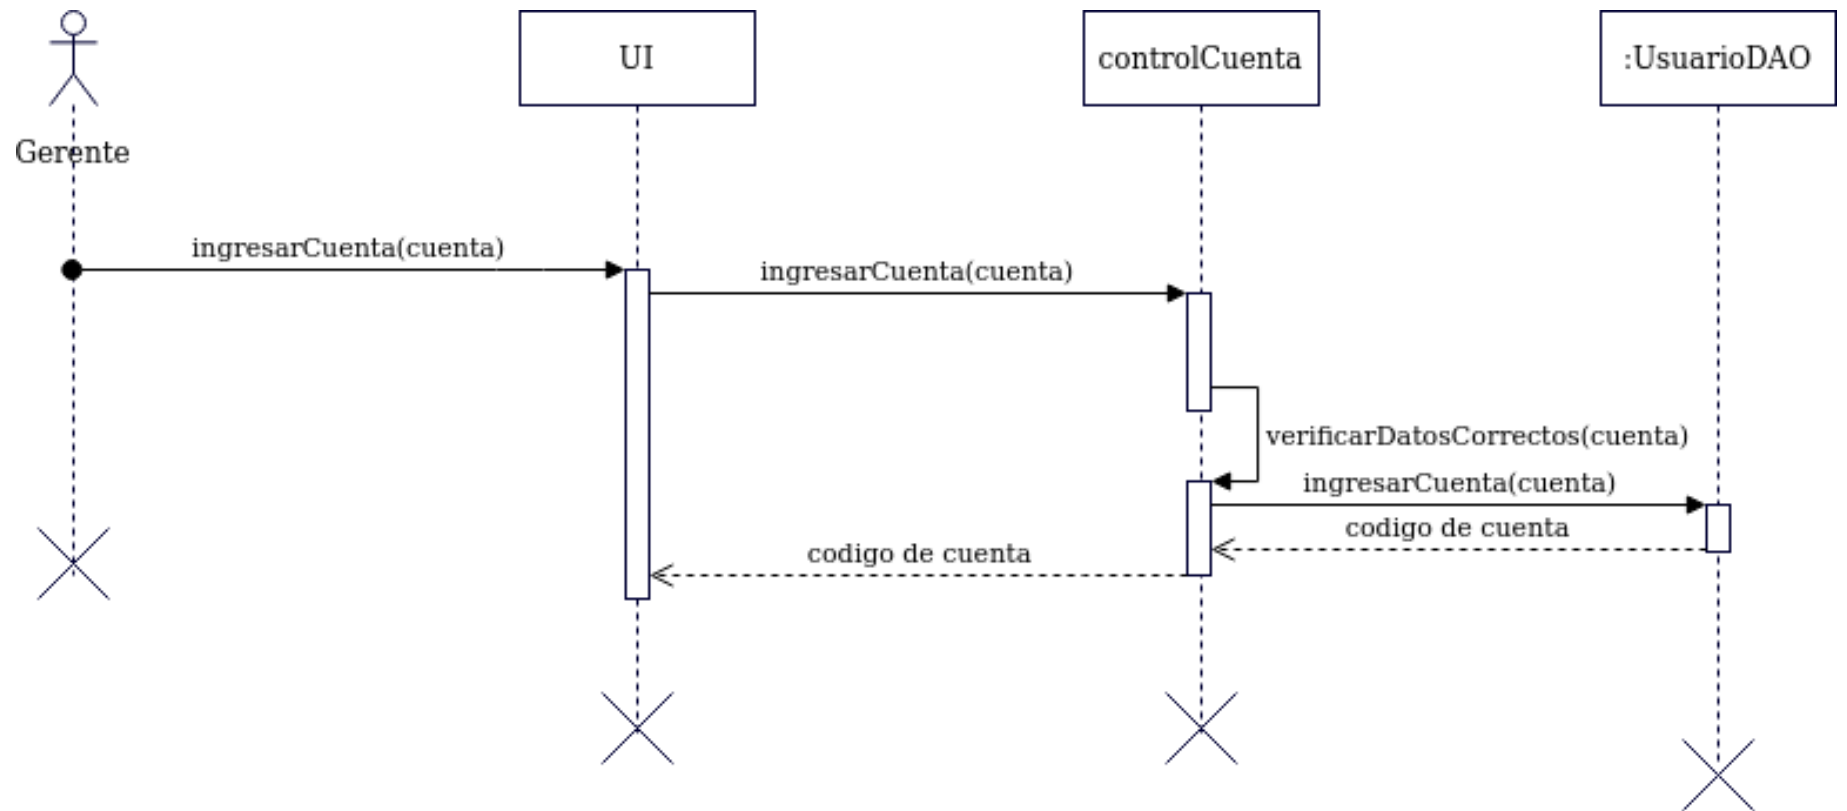 UI
controlCuenta
:UsuarioDAO
Gerente
ingresarCuenta(cuenta)
ingresarCuenta(cuenta)
verificarDatosCorrectos(cuenta)
ingresarCuenta(cuenta)
codigo de cuenta
codigo de cuenta